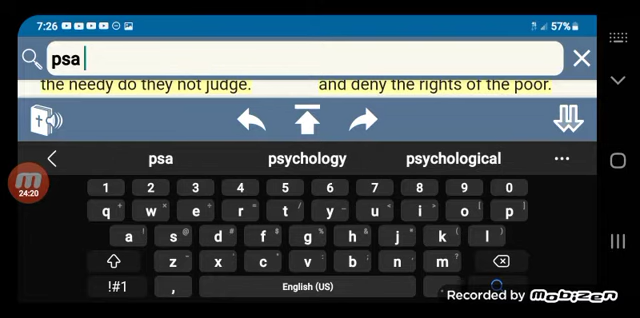 7:26 57%
psa
the needy do they not judge. and deny the rights of the poor.
psa psychology psychological ...
24:20
1 2 3 4 5 6 7 8 9 0
q w e r t y u i o p
a s d f g h j k l
z x c v b n m
!#1 , English (US)
Recorded by mobizen